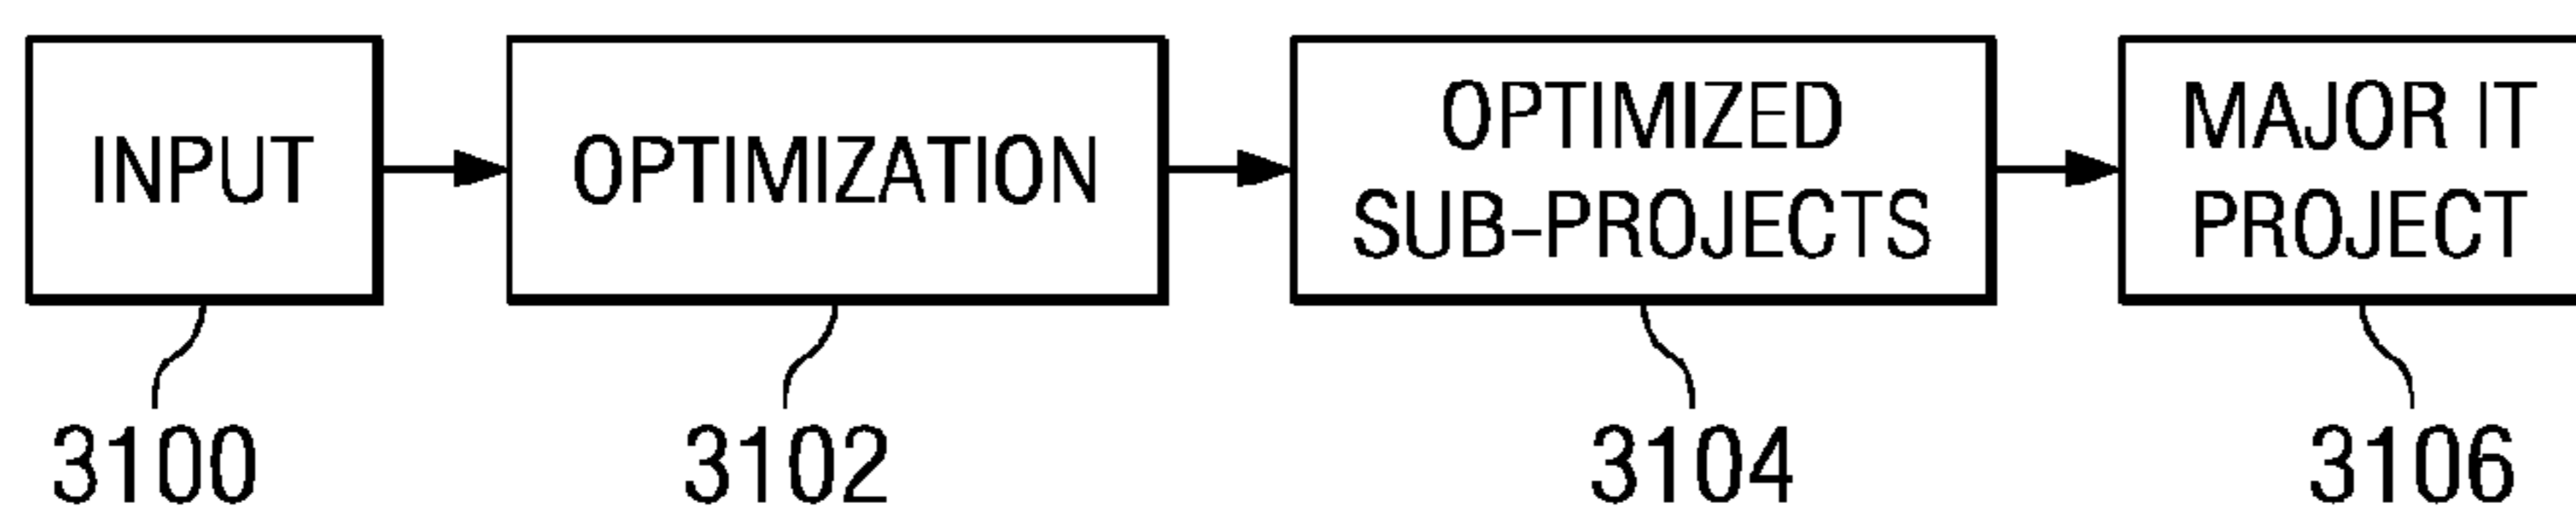 INPUT
OPTIMIZATION
OPTIMIZED
SUB-PROJECTS
MAJOR IT
PROJECT
3100
3102
3104
3106